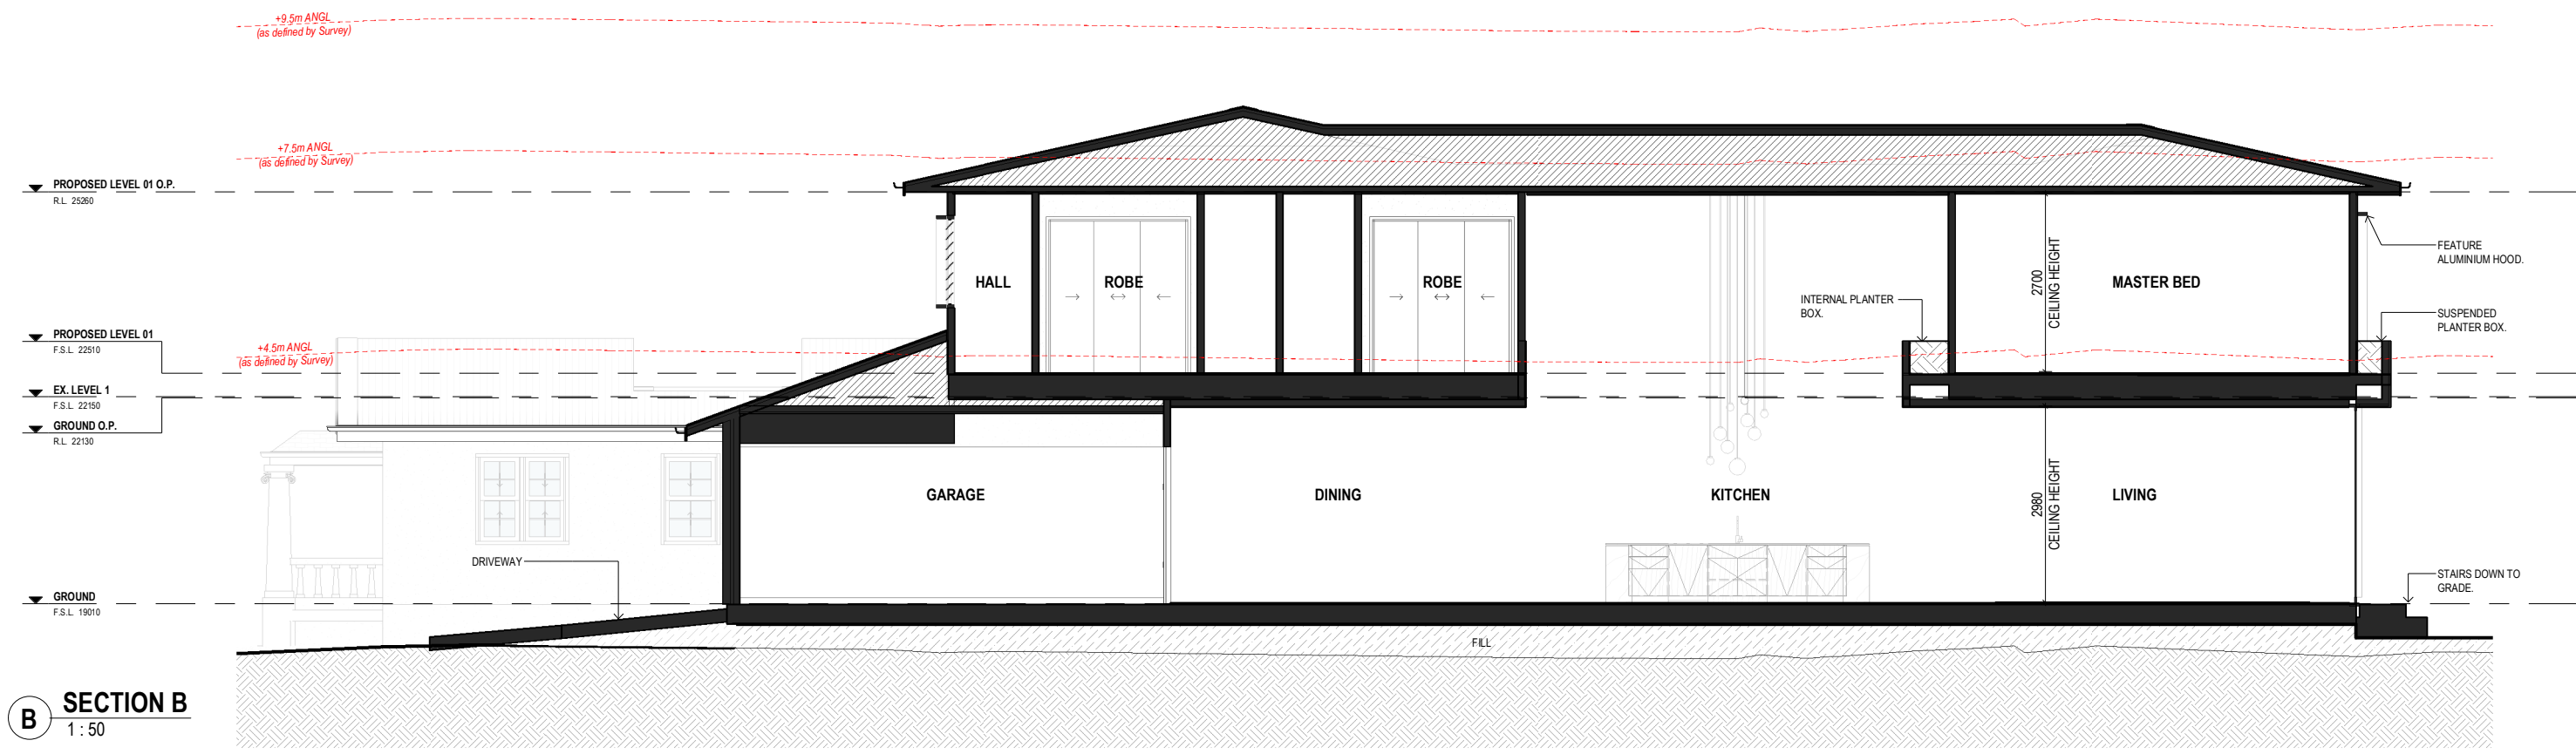 +9.5m ANGL
(as defined by Survey)
+7.5m ANGL
(as defined by Survey)
PROPOSED LEVEL 01 O.P.
R.L. 25260
HALL
ROBE
ROBE
2700
CEILING HEIGHT
MASTER BED
FEATURE
ALUMINIUM HOOD.
INTERNAL PLANTER
BOX.
SUSPENDED
PLANTER BOX.
PROPOSED LEVEL 01
F.S.L. 22510
+4.5m ANGL
(as defined by Survey)
EX. LEVEL 1
F.S.L. 22150
GROUND O.P.
R.L. 22130
GARAGE
DINING
KITCHEN
2980
CEILING HEIGHT
LIVING
DRIVEWAY
STAIRS DOWN TO
GRADE.
GROUND
F.S.L. 19010
FILL
B
SECTION B
1 : 50